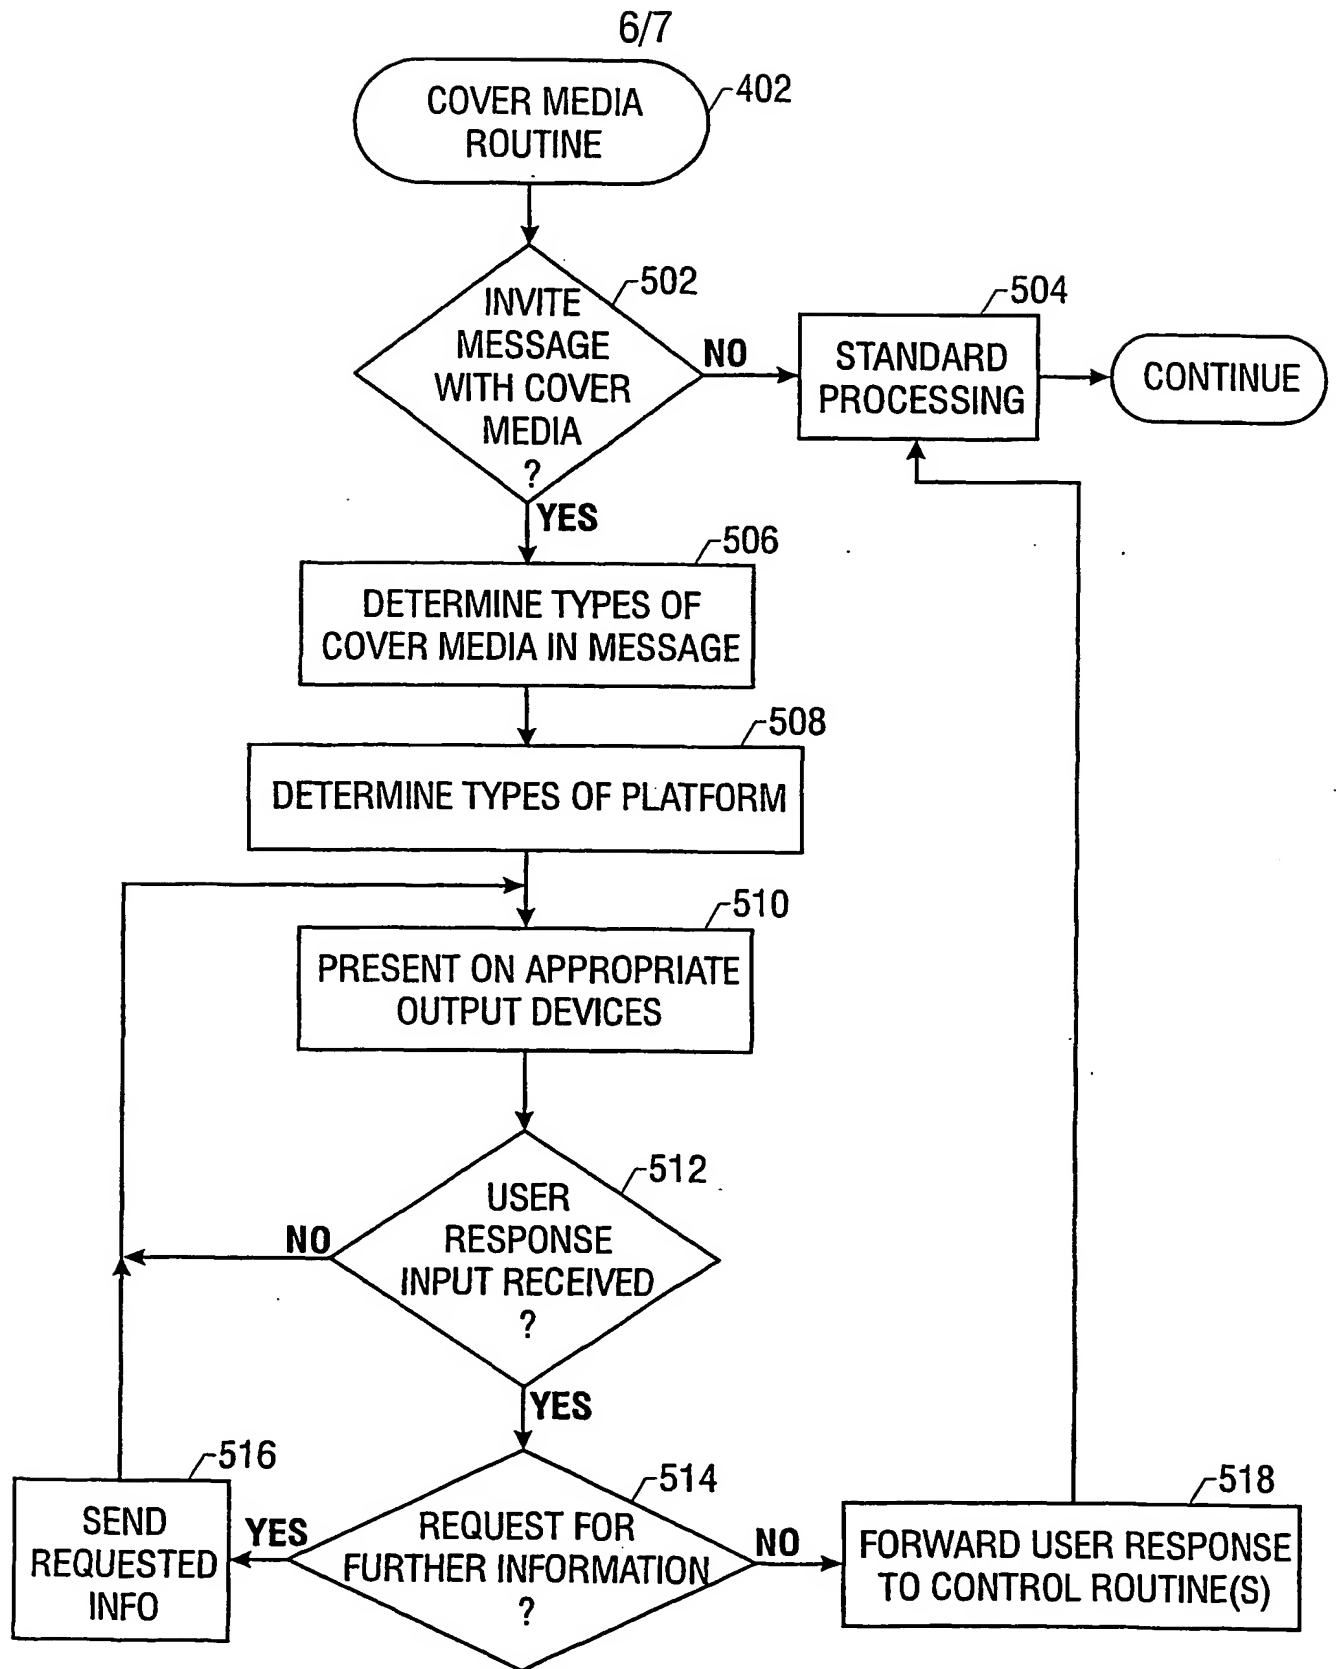 6/7
COVER MEDIA
ROUTINE
402
INVITE
MESSAGE
WITH COVER
MEDIA
?
502
NO
STANDARD
PROCESSING
504
CONTINUE
YES
506
DETERMINE TYPES OF
COVER MEDIA IN MESSAGE
508
DETERMINE TYPES OF PLATFORM
510
PRESENT ON APPROPRIATE
OUTPUT DEVICES
512
USER
RESPONSE
INPUT RECEIVED
?
NO
YES
514
REQUEST FOR
FURTHER INFORMATION
?
YES
516
SEND
REQUESTED
INFO
NO
518
FORWARD USER RESPONSE
TO CONTROL ROUTINE(S)